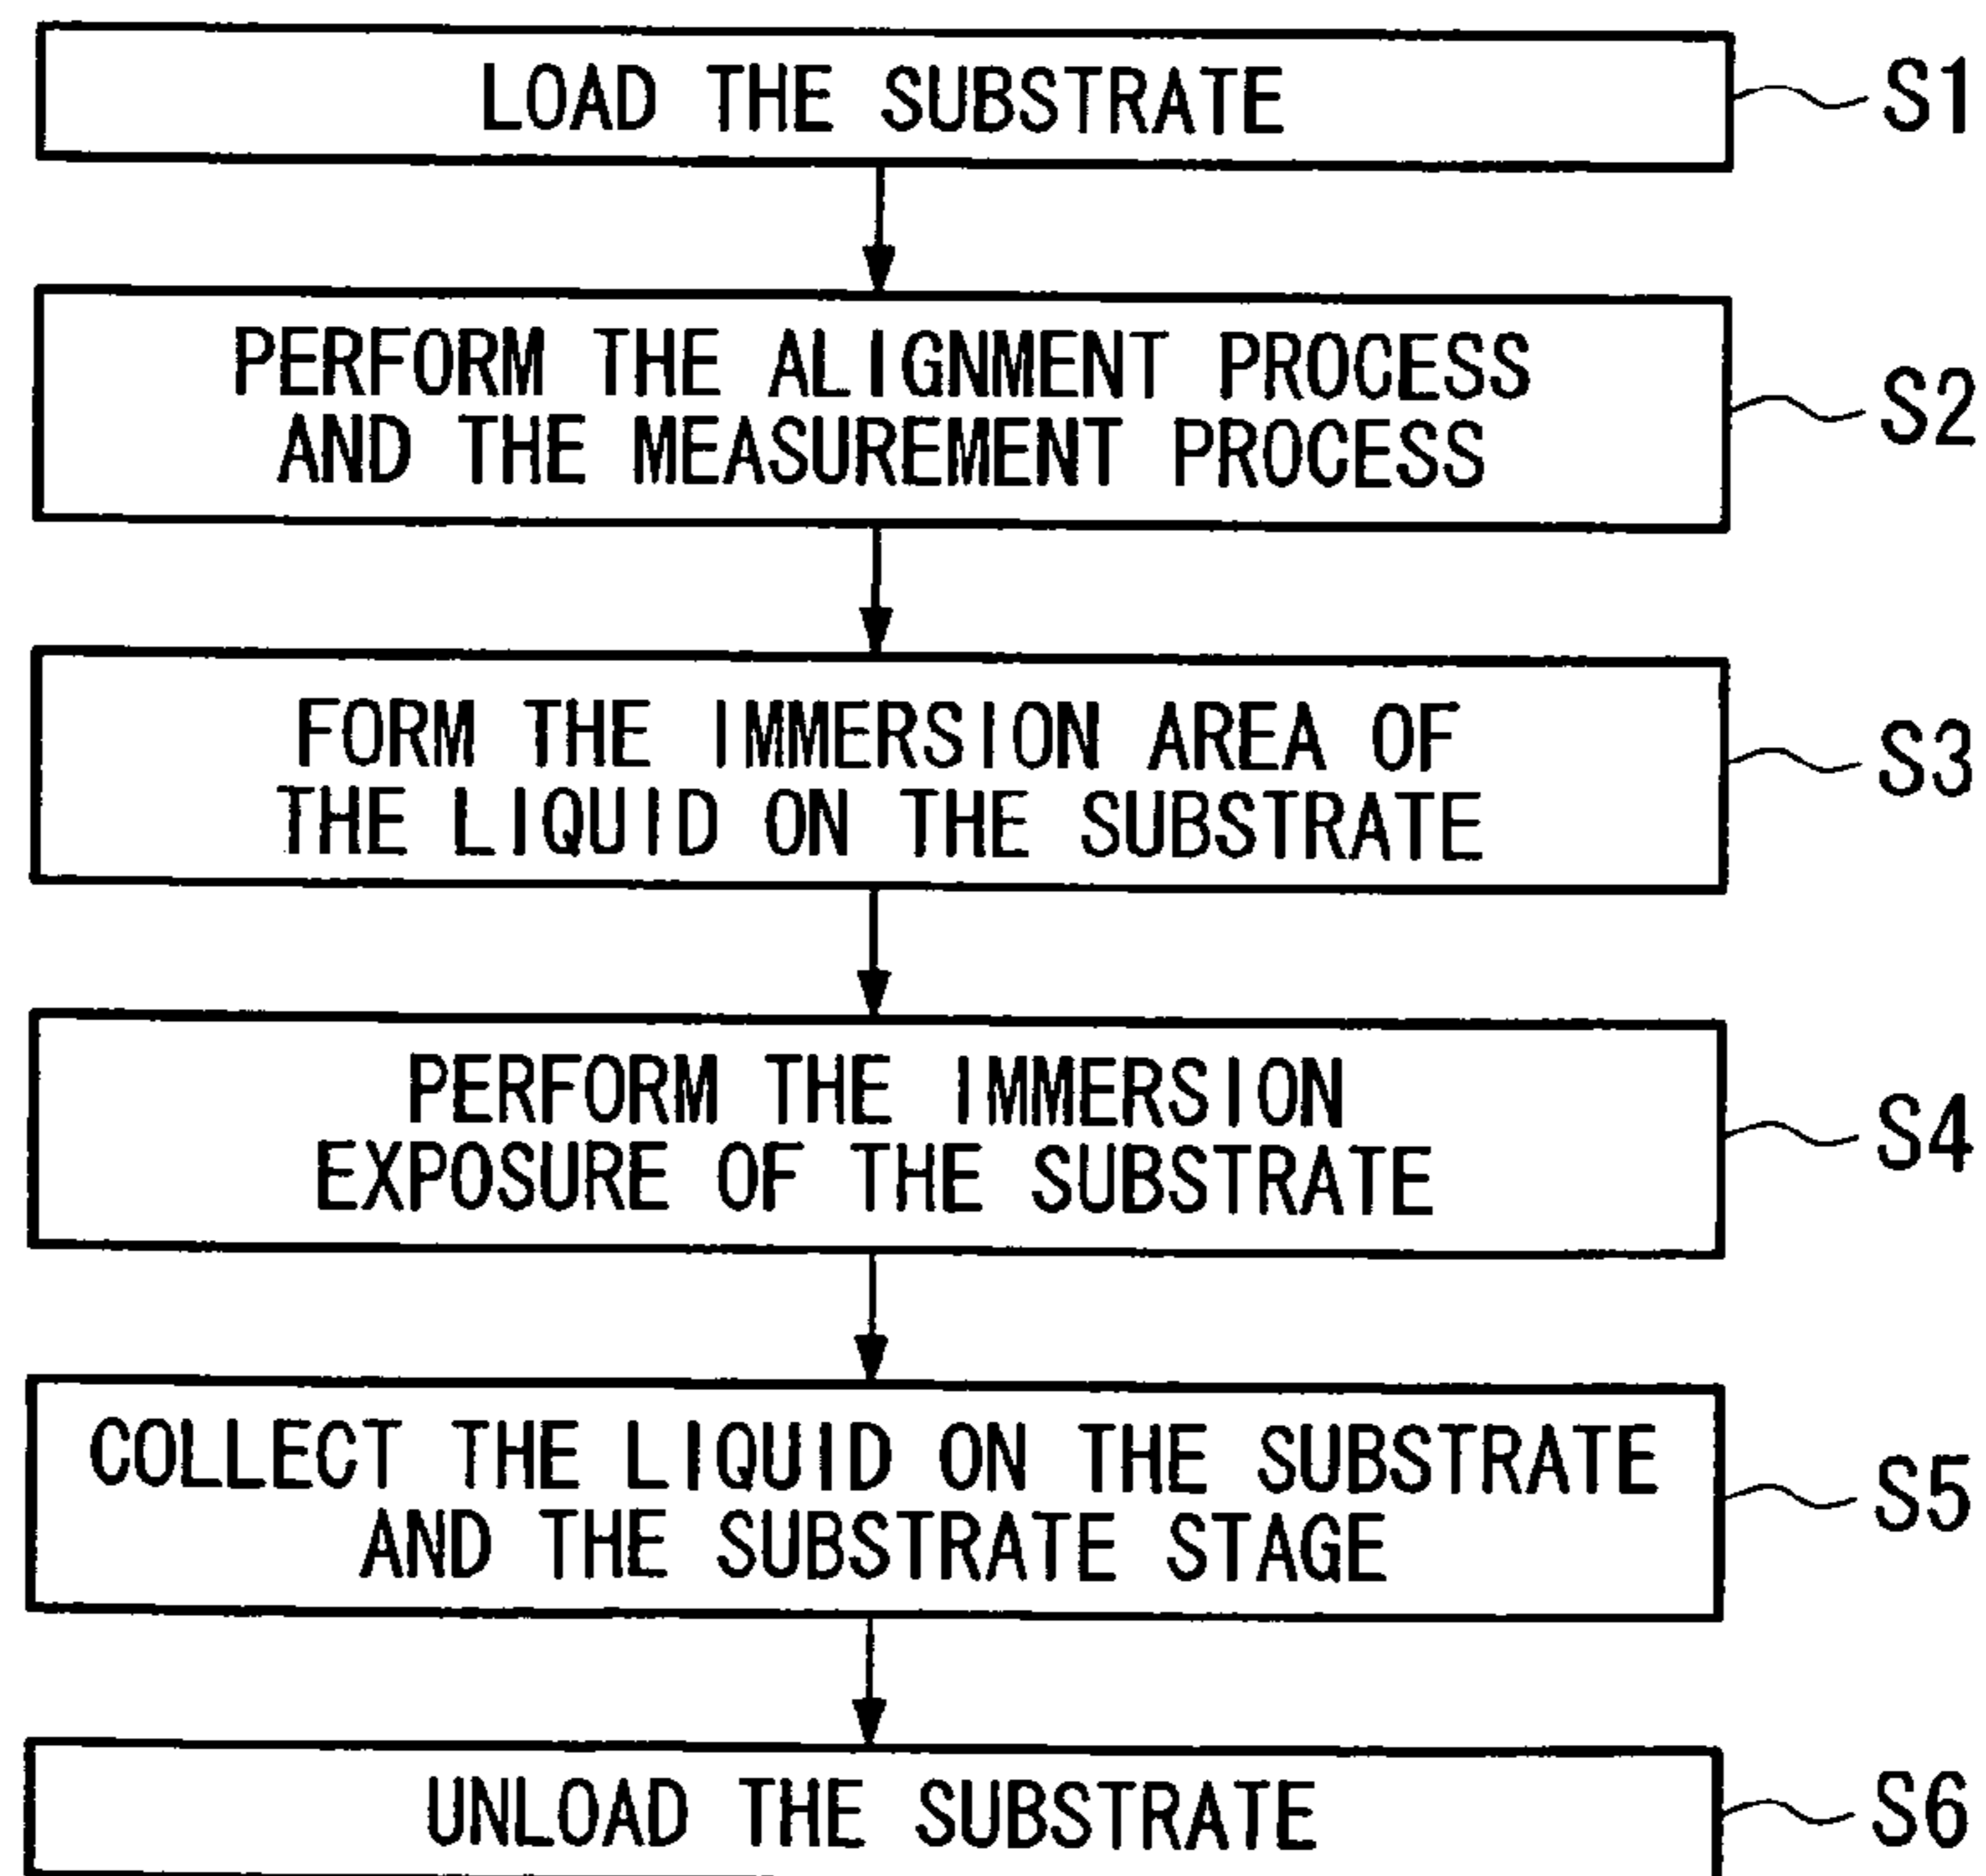 LOAD THE SUBSTRATE
S1
PERFORM THE ALIGNMENT PROCESS
AND THE MEASUREMENT PROCESS
S2
FORM THE IMMERSION AREA OF
THE LIQUID ON THE SUBSTRATE
S3
PERFORM THE IMMERSION
EXPOSURE OF THE SUBSTRATE
S4
COLLECT THE LIQUID ON THE SUBSTRATE
AND THE SUBSTRATE STAGE
S5
UNLOAD THE SUBSTRATE
S6